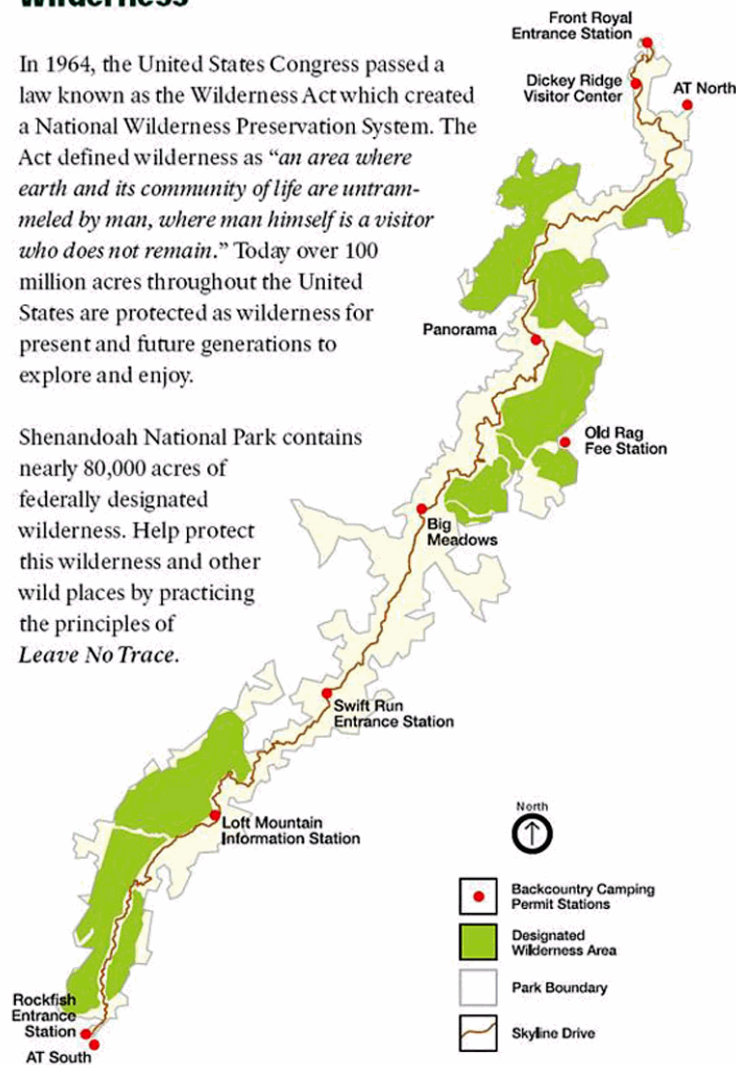 Wilderness
In 1964, the United States Congress passed a
law known as the Wilderness Act which created
a National Wilderness Preservation System. The
Act defined wilderness as “an area where
earth and its community of life are untram-
meled by man, where man himself is a visitor
who does not remain.” Today over 100
million acres throughout the United
States are protected as wilderness for
present and future generations to
explore and enjoy.
Shenandoah National Park contains
nearly 80,000 acres of
federally designated
wilderness. Help protect
this wilderness and other
wild places by practicing
the principles of
Leave No Trace.
Front Royal
Entrance Station
Dickey Ridge
Visitor Center
AT North
Panorama
Old Rag
Fee Station
Big
Meadows
Swift Run
Entrance Station
Loft Mountain
Information Station
Rockfish
Entrance
Station
AT South
North
Backcountry Camping
Permit Stations
Designated
Wilderness Area
Park Boundary
Skyline Drive